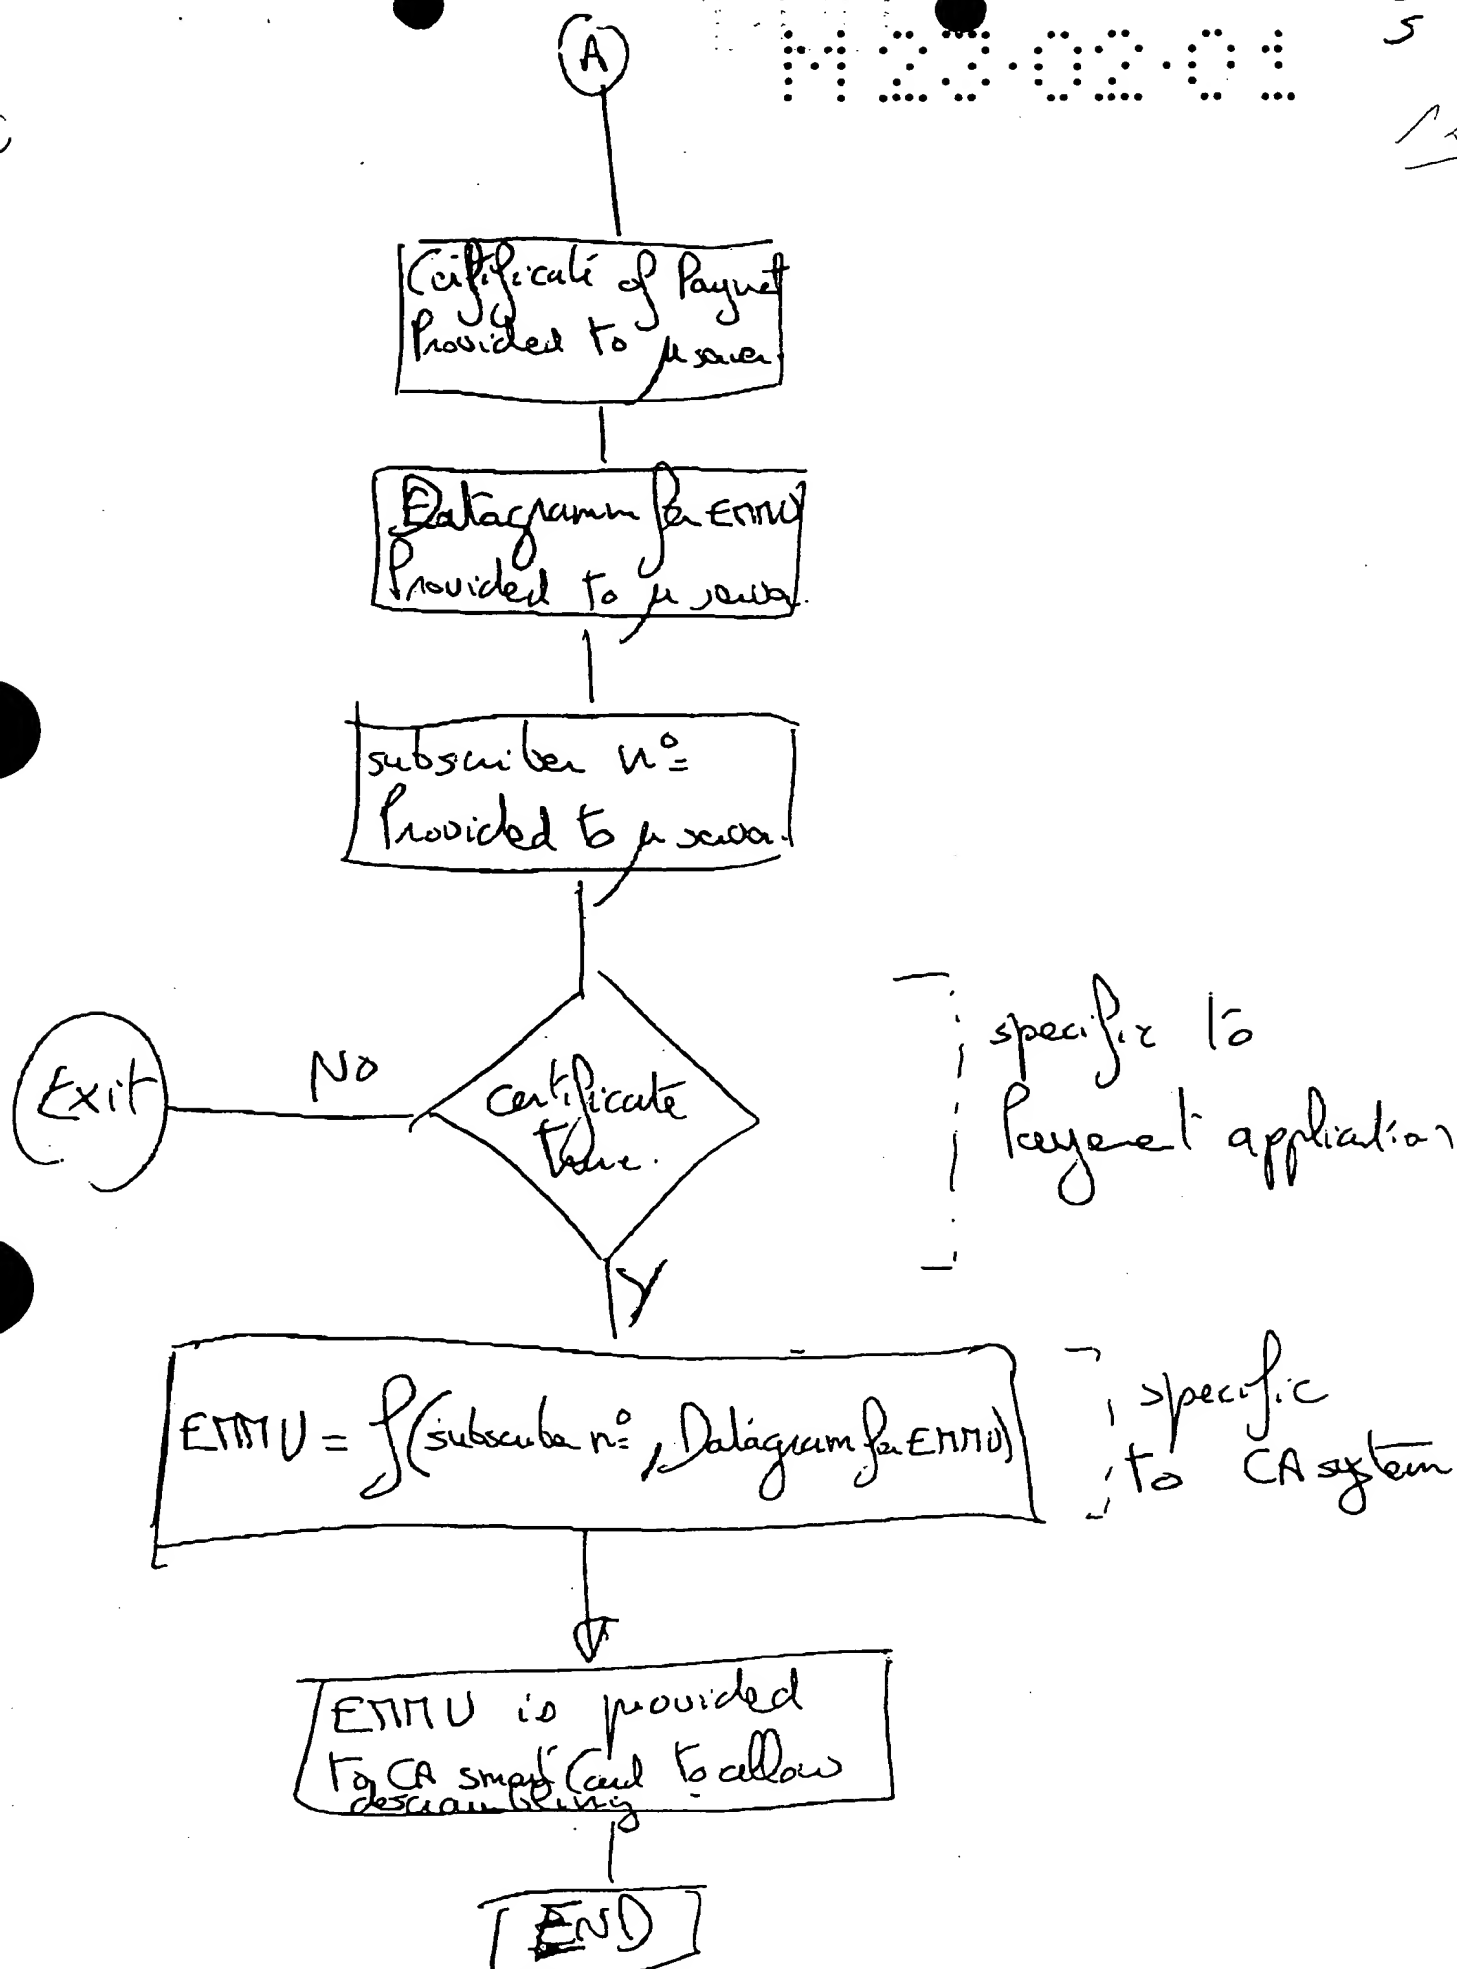 A
M23·02·01
5
Certificate of Paymet
Provided to μ server.
Datagramm for EMMU
Provided to μ server.
subscriber n°
Provided to μ server.
certificate
true.
NO
Exit
specific to
Payement application
Y
EMMU = f(subscriber n°, Datagram for EMMU)
specific
to CA system
EMMU is provided
to CA smart Card to allow
descrambling
END